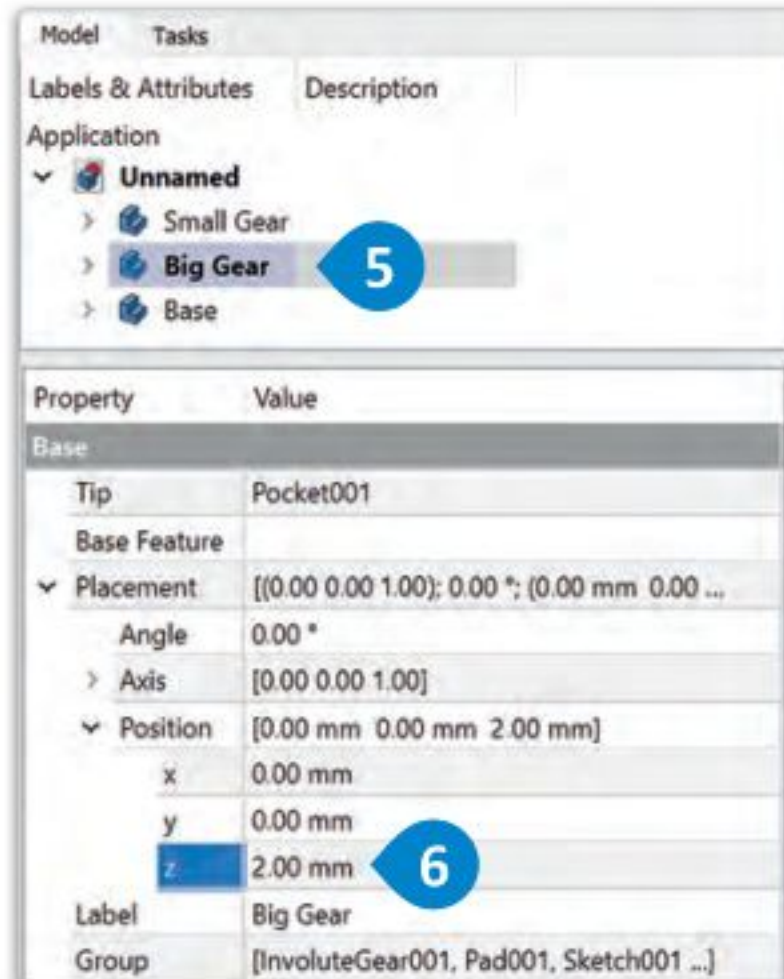 Model Tasks
Labels & Attributes Description
Application
Unnamed
Small Gear
Big Gear 5
Base
Property Value
Base
Tip Pocket001
Base Feature
Placement [(0.00 0.00 1.00); 0.00 °; (0.00 mm 0.00 ...
Angle 0.00 °
Axis [0.00 0.00 1.00]
Position [0.00 mm 0.00 mm 2.00 mm]
x 0.00 mm
y 0.00 mm
z 2.00 mm 6
Label Big Gear
Group [InvoluteGear001, Pad001, Sketch001 ...]